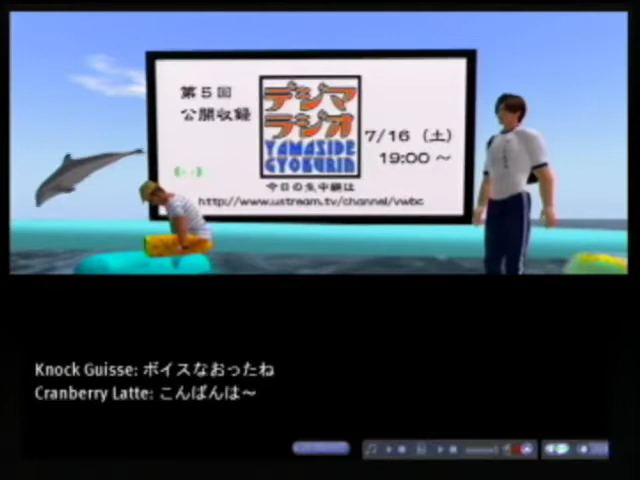 第5回
公開収録
デジマ
ラジオ
YAMASIDE
GYOKURIN
7/16 (土)
19:00 ～
今日の生中継は
http://www.ustream.tv/channel/vwbc
Knock Guisse: ボイスなおったね
Cranberry Latte: こんばんは～